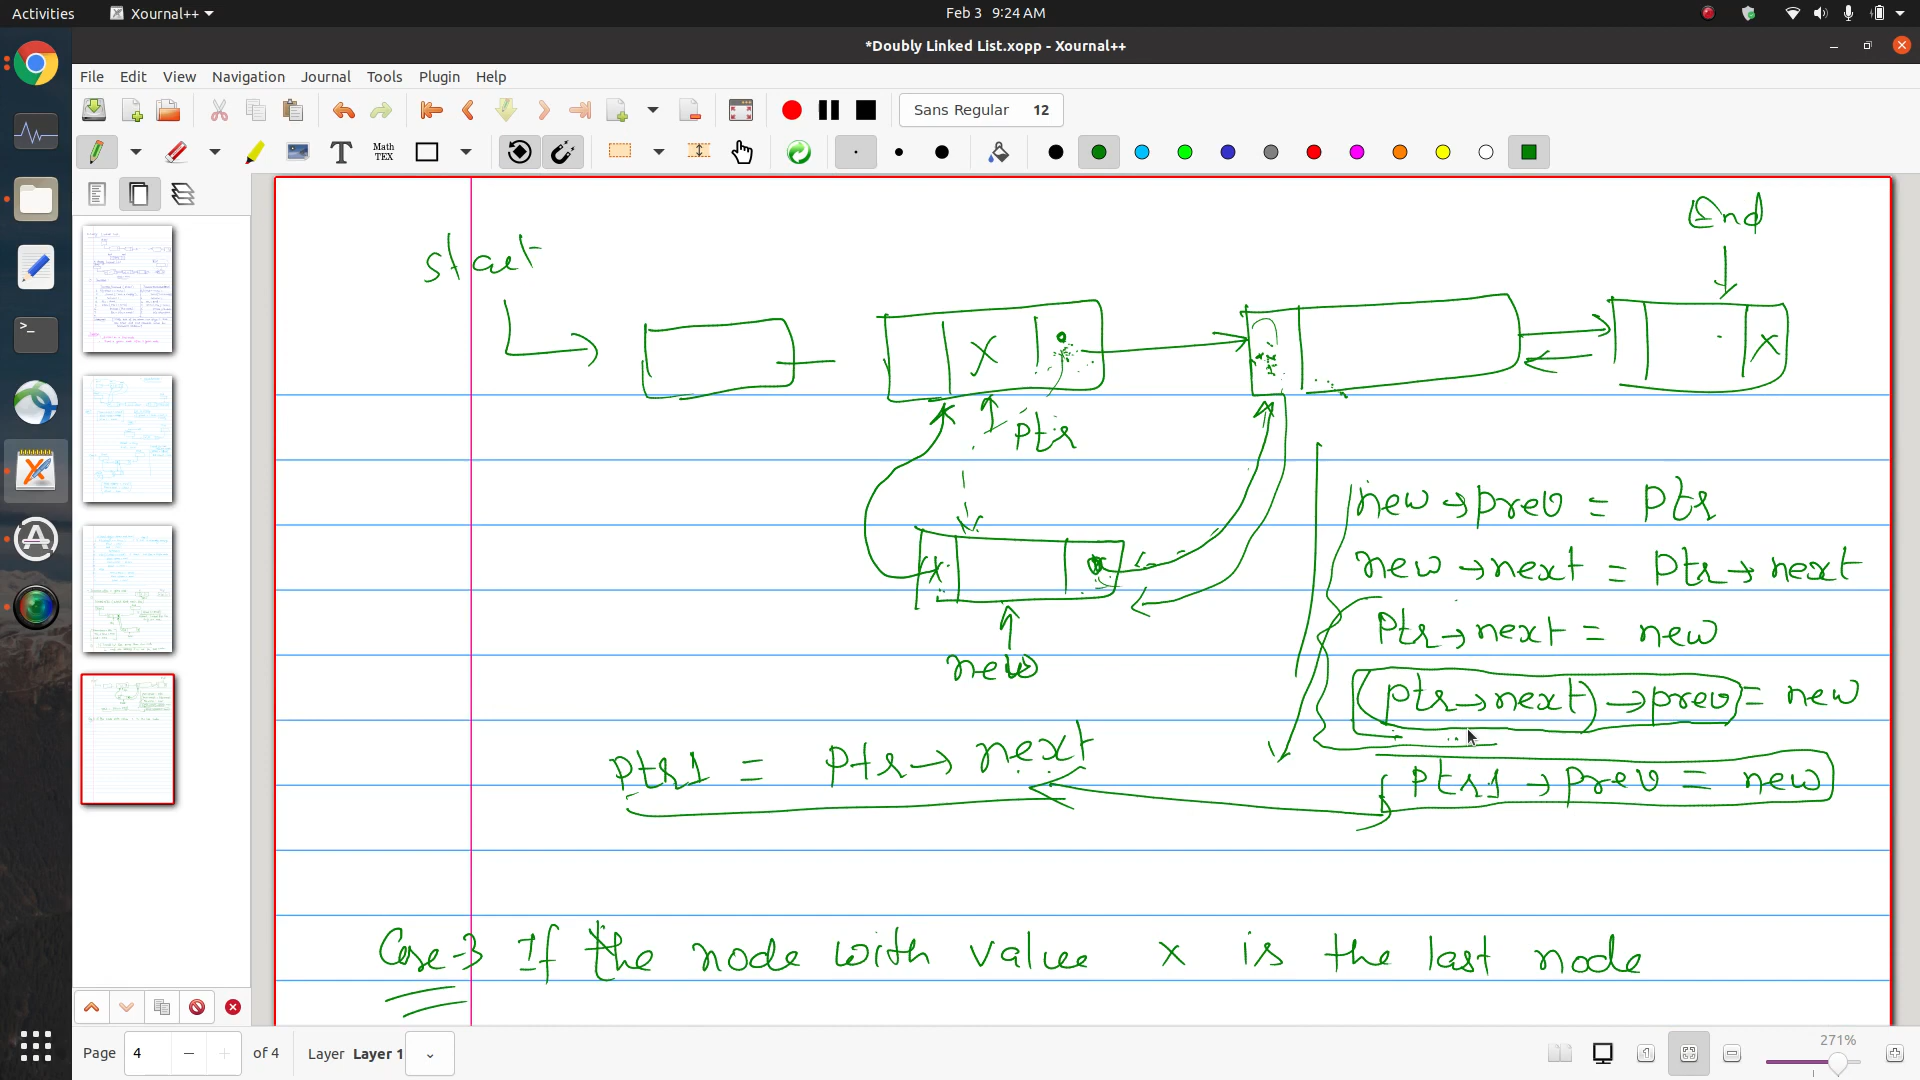 Activities Xournal++ Feb 3 9:24 AM
*Doubly Linked List.xopp - Xournal++
File Edit View Navigation Journal Tools Plugin Help
Sans Regular 12
Math
TEX
End
start
X X
ptr
new→prev = ptr
x
new→next = ptr→next
ptr→next = new
new
(ptr→next)→prev = new
ptr1 = ptr→next
ptr1→prev = new
Case-3 If the node with value x is the last node
Page 4 of 4 Layer Layer 1 271%